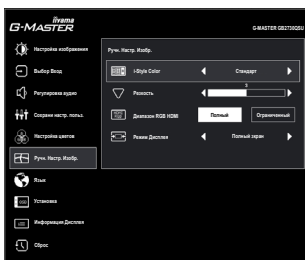 iiyama
G-MASTER
G-MASTER GB2730QSU
Настройка изображения
Ручн. Настр. Изобр.
i-Style Color
Стандарт
Выбор Вход
Резкость
3
Регулировка аудио
Диапазон RGB HDMI
Полный
Ограниченный
Сохрани настр. польз.
Режим Дисплея
Полный экран
Настройка цветов
Ручн. Настр. Изобр.
Язык
OSD
Установка
Информация Дисплея
Сброс